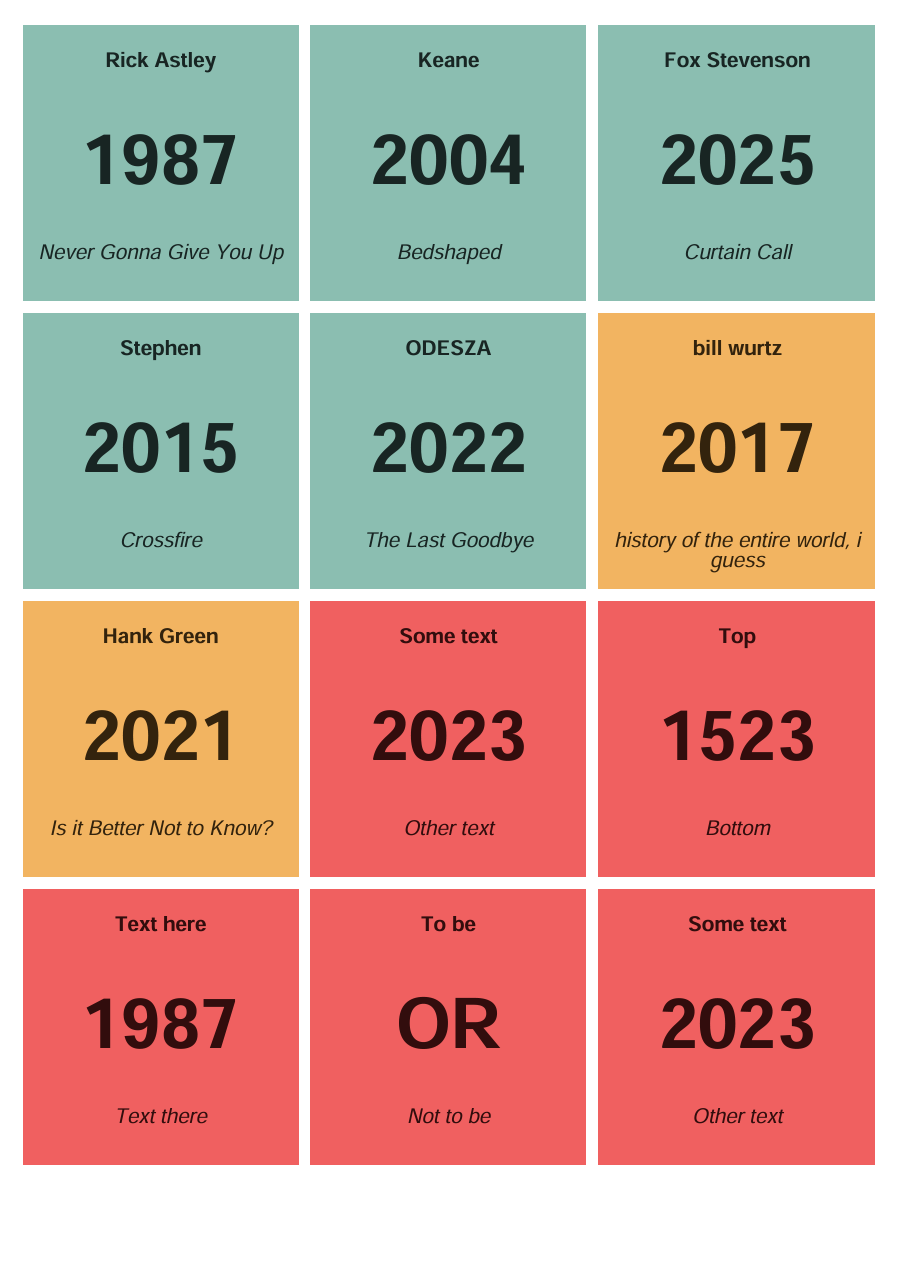 Rick Astley
1987
Never Gonna Give You Up
Keane
2004
Bedshaped
Fox Stevenson
2025
Curtain Call
Stephen
2015
Crossfire
ODESZA
2022
The Last Goodbye
bill wurtz
2017
history of the entire world, i
guess
Hank Green
2021
Is it Better Not to Know?
Some text
2023
Other text
Top
1523
Bottom
Text here
1987
Text there
To be
OR
Not to be
Some text
2023
Other text